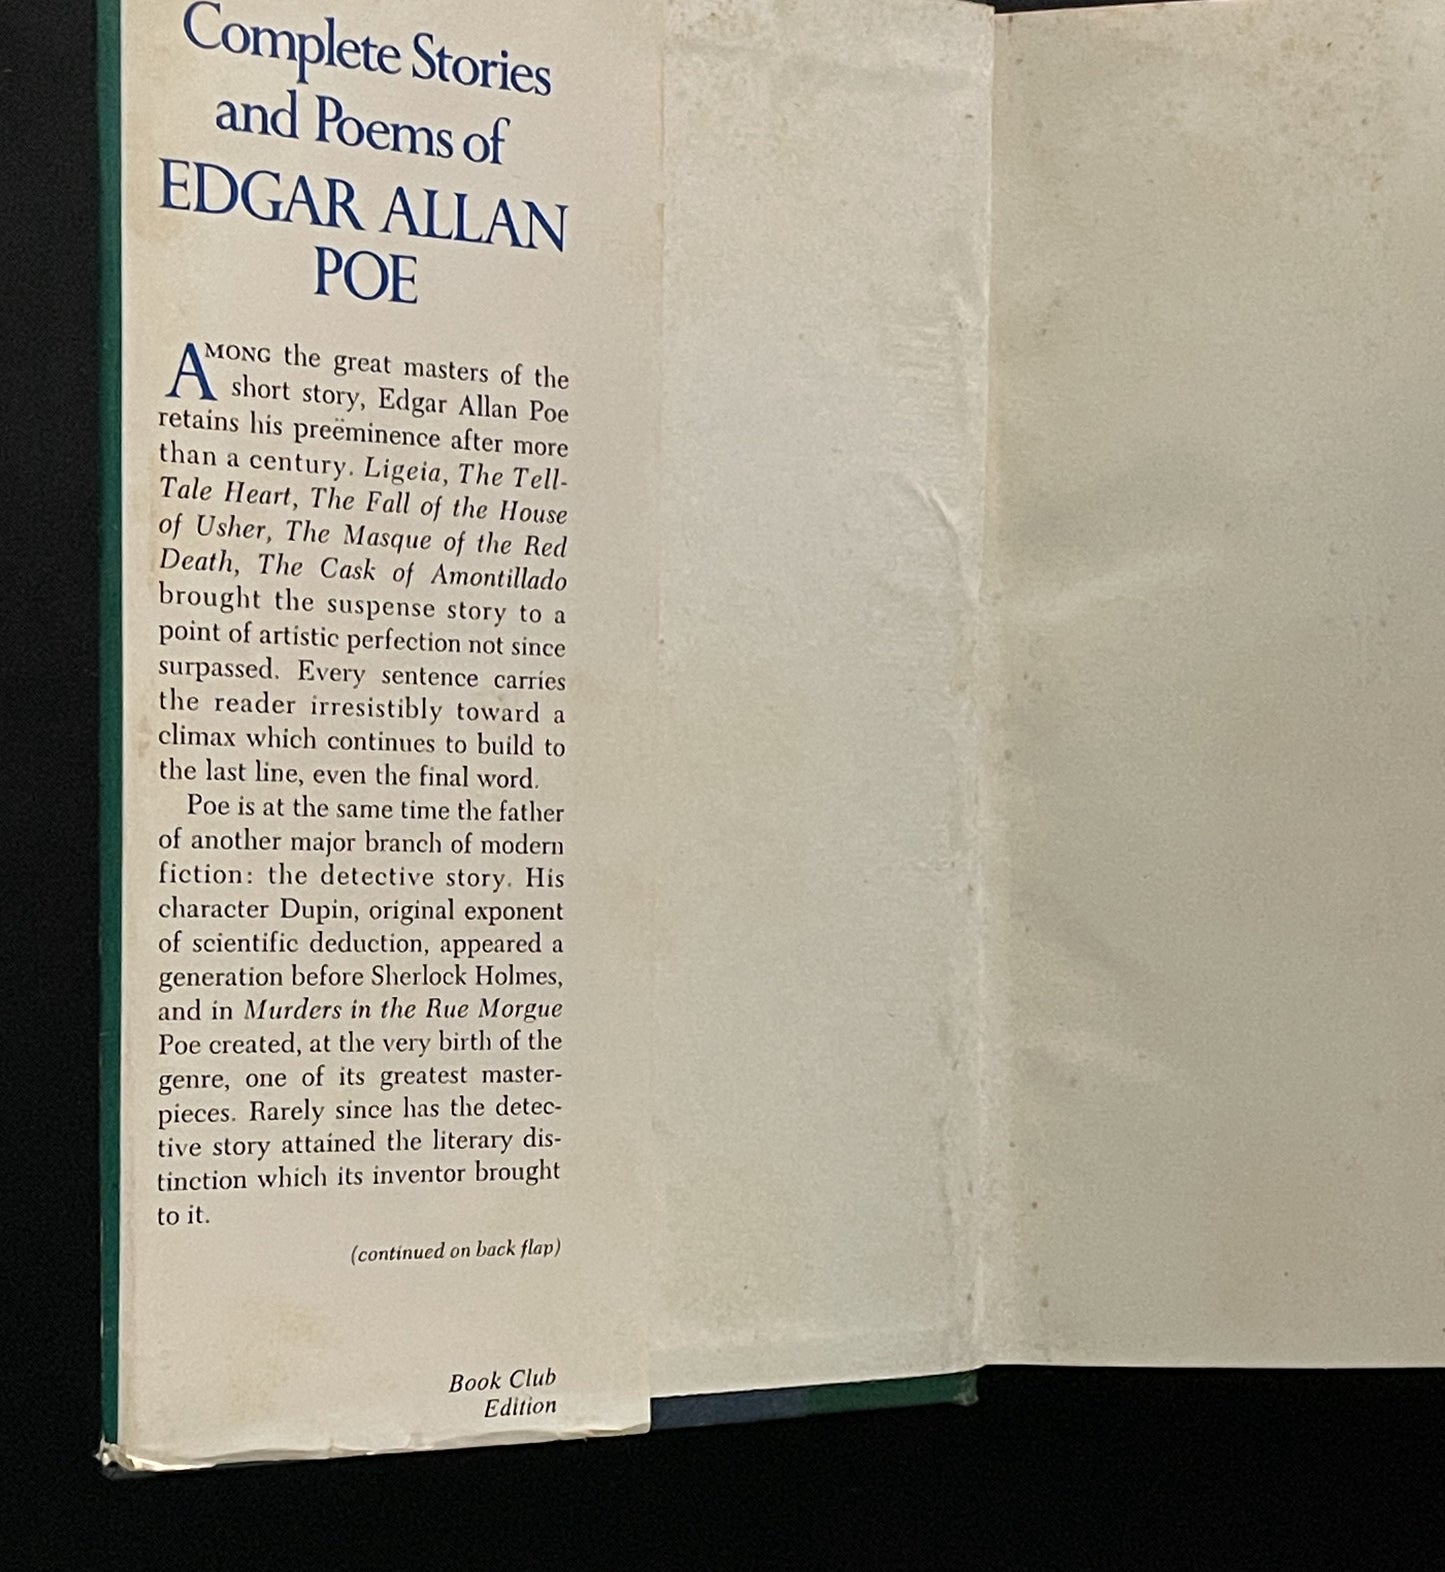 Complete Stories
and Poems of
EDGAR ALLAN
POE
AMONG the great masters of the
short story, Edgar Allan Poe
retains his preëminence after more
than a century. Ligeia, The Tell-
Tale Heart, The Fall of the House
of Usher, The Masque of the Red
Death, The Cask of Amontillado
brought the suspense story to a
point of artistic perfection not since
surpassed. Every sentence carries
the reader irresistibly toward a
climax which continues to build to
the last line, even the final word.
Poe is at the same time the father
of another major branch of modern
fiction: the detective story. His
character Dupin, original exponent
of scientific deduction, appeared a
generation before Sherlock Holmes,
and in Murders in the Rue Morgue
Poe created, at the very birth of the
genre, one of its greatest master-
pieces. Rarely since has the detec-
tive story attained the literary dis-
tinction which its inventor brought
to it.
(continued on back flap)
Book Club
Edition